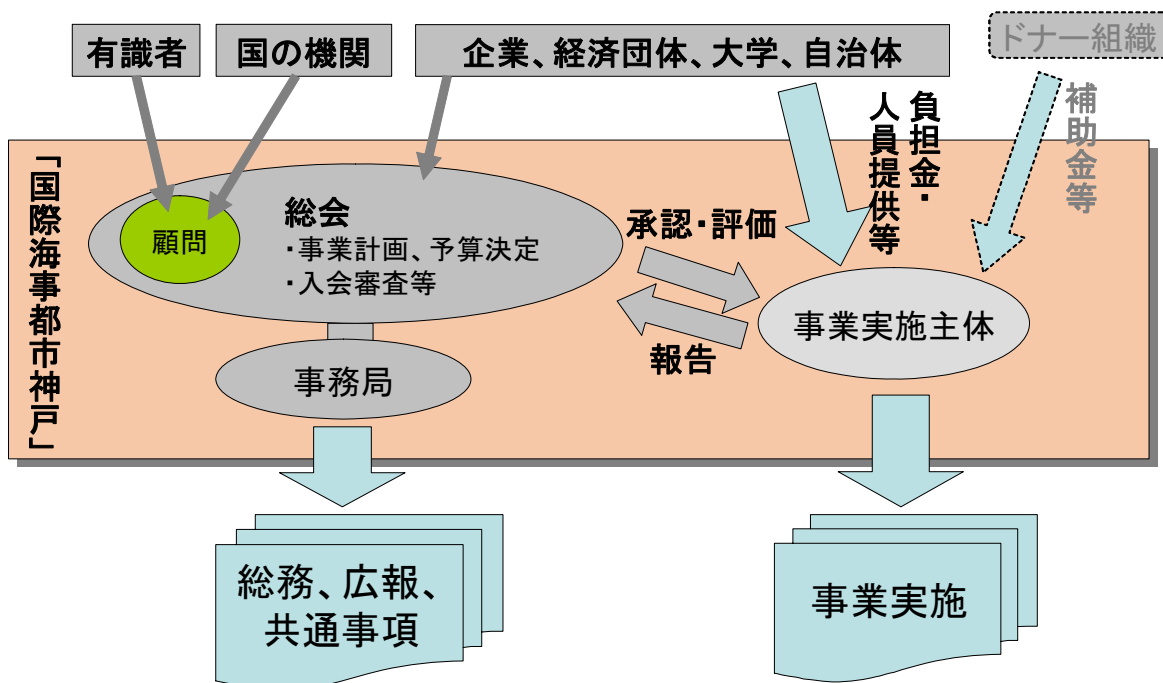 有識者
国の機関
企業、経済団体、大学、自治体
ドナー組織
負担金・
人員提供等
補助金等
「国際海事都市神戸」
顧問
総会
・事業計画、予算決定
・入会審査等
承認・評価
報告
事業実施主体
事務局
総務、広報、
共通事項
事業実施